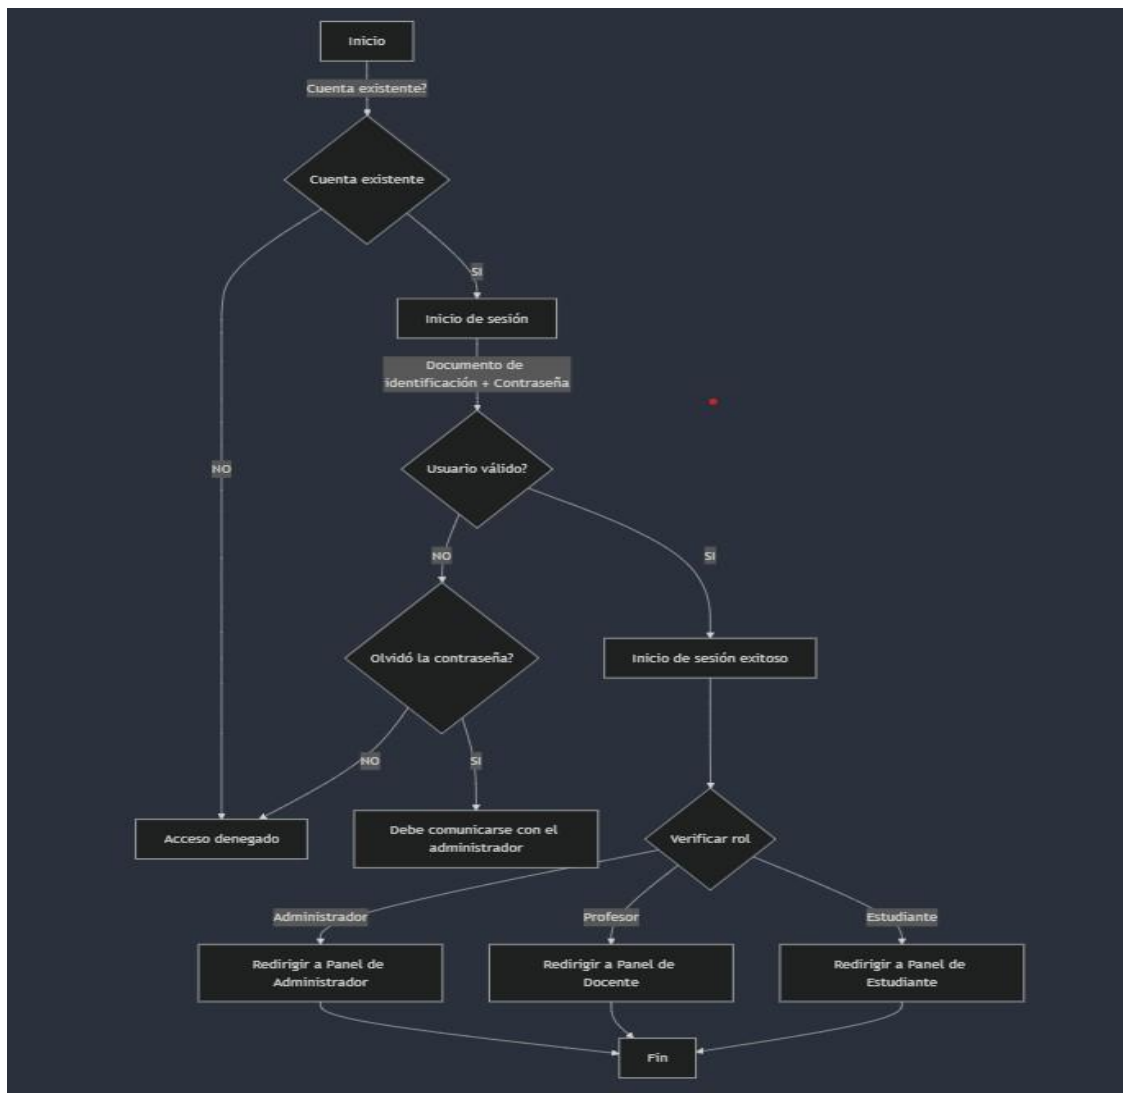 Inicio
Cuenta existente?
Cuenta existente
SI
Inicio de sesión
Documento de
identificación + Contraseña
Usuario válido?
NO
NO
SI
Olvidó la contraseña?
Inicio de sesión exitoso
NO
SI
Acceso denegado
Debe comunicarse con el
administrador
Verificar rol
Administrador
Profesor
Estudiante
Redirigir a Panel de
Administrador
Redirigir a Panel de
Docente
Redirigir a Panel de
Estudiante
Fin